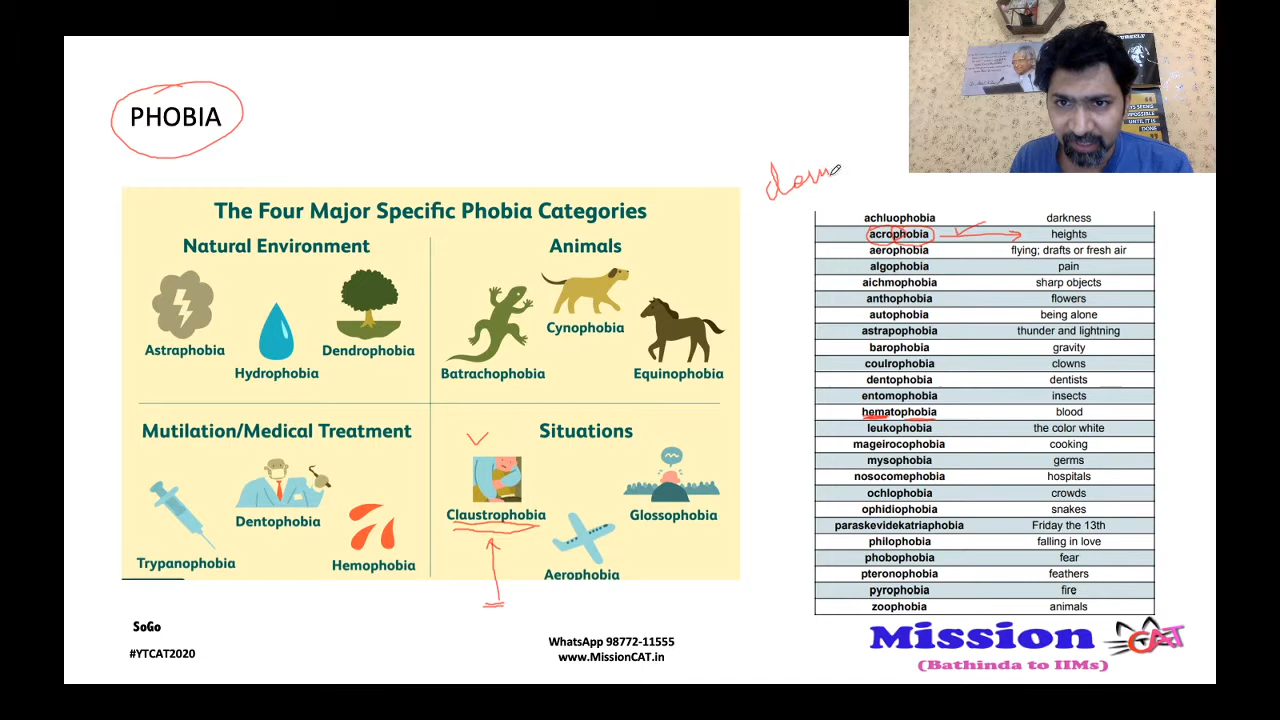 PHOBIA
The Four Major Specific Phobia Categories
Natural Environment
Astraphobia
Hydrophobia
Dendrophobia
Animals
Batrachophobia
Cynophobia
Equinophobia
Mutilation/Medical Treatment
Trypanophobia
Dentophobia
Hemophobia
Situations
Claustrophobia
Aerophobia
Glossophobia
achluophobia darkness
acrophobia heights
aerophobia flying; drafts or fresh air
algophobia pain
aichmophobia sharp objects
anthophobia flowers
autophobia being alone
astrapophobia thunder and lightning
barophobia gravity
coulrophobia clowns
dentophobia dentists
entomophobia insects
hematophobia blood
leukophobia the color white
mageirocophobia cooking
mysophobia germs
nosocomephobia hospitals
ochlophobia crowds
ophidiophobia snakes
paraskevidekatriaphobia Friday the 13th
philophobia falling in love
phobophobia fear
pteronophobia feathers
pyrophobia fire
zoophobia animals
SoGo
#YTCAT2020
WhatsApp 98772-11555
www.MissionCAT.in
Mission CAT
(Bathinda to IIMs)
IMPOSSIBLE
UNTIL IT IS
DONE